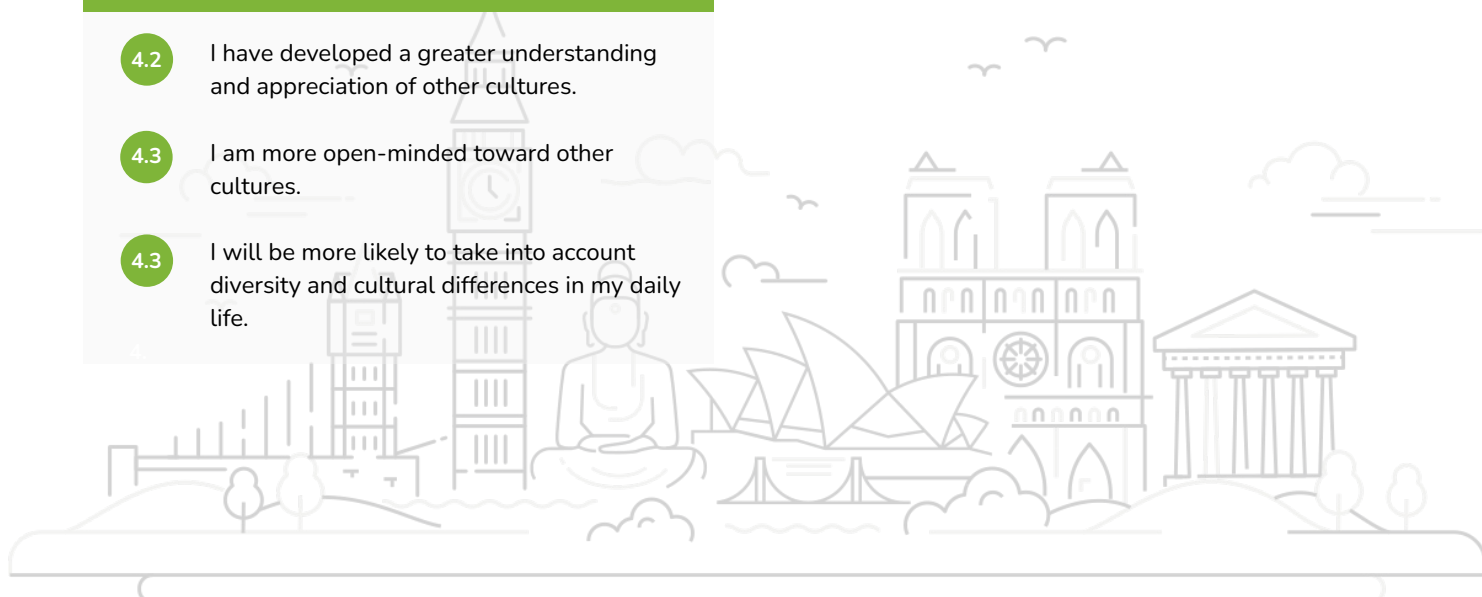 4.2 I have developed a greater understanding
and appreciation of other cultures.
4.3 I am more open-minded toward other
cultures.
4.3 I will be more likely to take into account
diversity and cultural differences in my daily
life.
4.